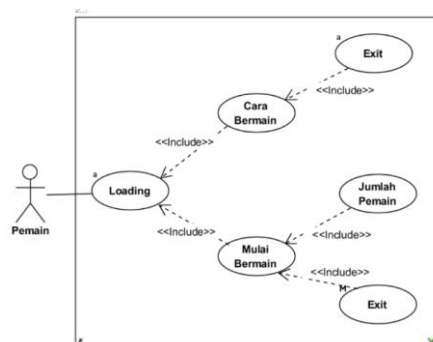 a
Exit
<<Include>>
Cara
Bermain
<<Include>>
a
Loading
Pemain
<<Include>>
Jumlah
Pemain
<<Include>>
Mulai
Bermain
<<Include>>
M
Exit